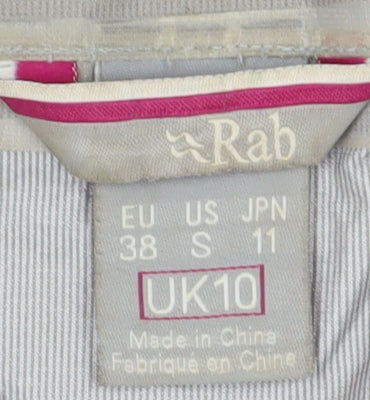 Rab
EU US JPN
38 S 11
UK10
Made in China
Fabriqué en Chine